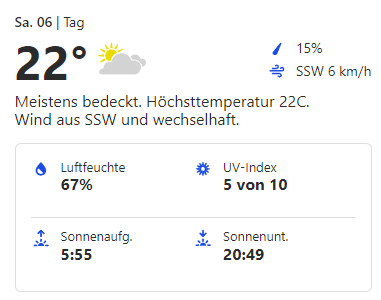 Sa. 06 | Tag
22°
15%
SSW 6 km/h
Meistens bedeckt. Höchsttemperatur 22C.
Wind aus SSW und wechselhaft.
Luftfeuchte
67%
UV-Index
5 von 10
Sonnenaufg.
5:55
Sonnenunt.
20:49